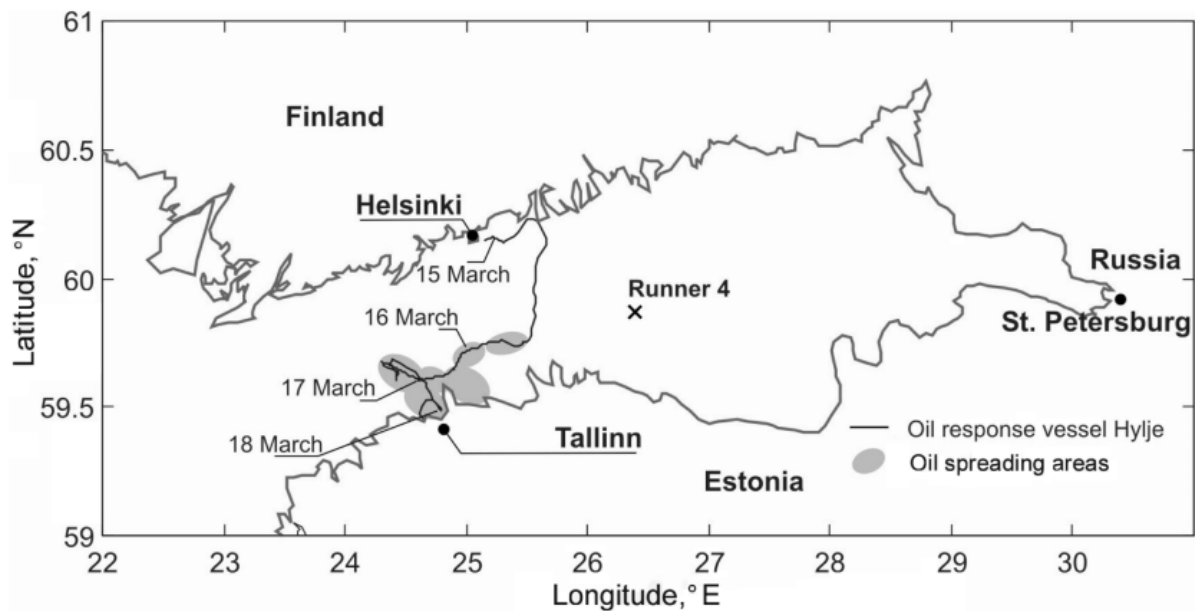 61
60.5
60
59.5
59
Latitude, °N
Finland
Helsinki
15 March
Runner 4
16 March
Russia
St. Petersburg
17 March
18 March
Tallinn
Estonia
Oil response vessel Hylje
Oil spreading areas
22 23 24 25 26 27 28 29 30
Longitude, °E